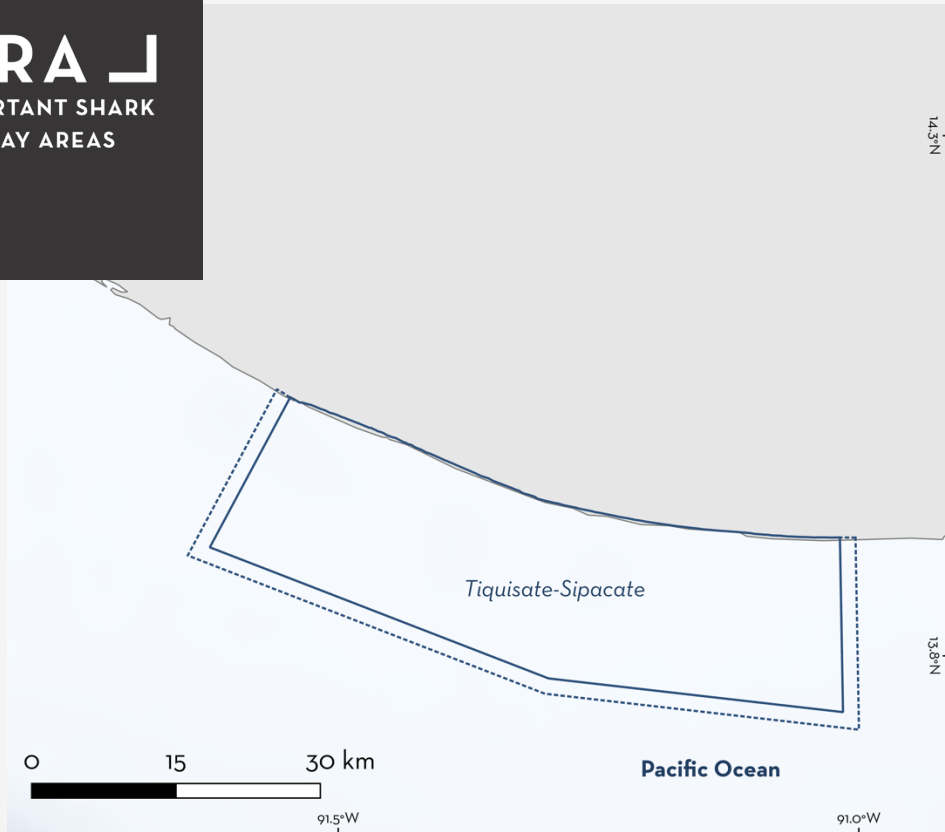 RA
RTANT SHARK
AY AREAS
14.3°N
Tiquisate-Sipacate
13.8°N
0 15 30 km
Pacific Ocean
91.5°W 91.0°W